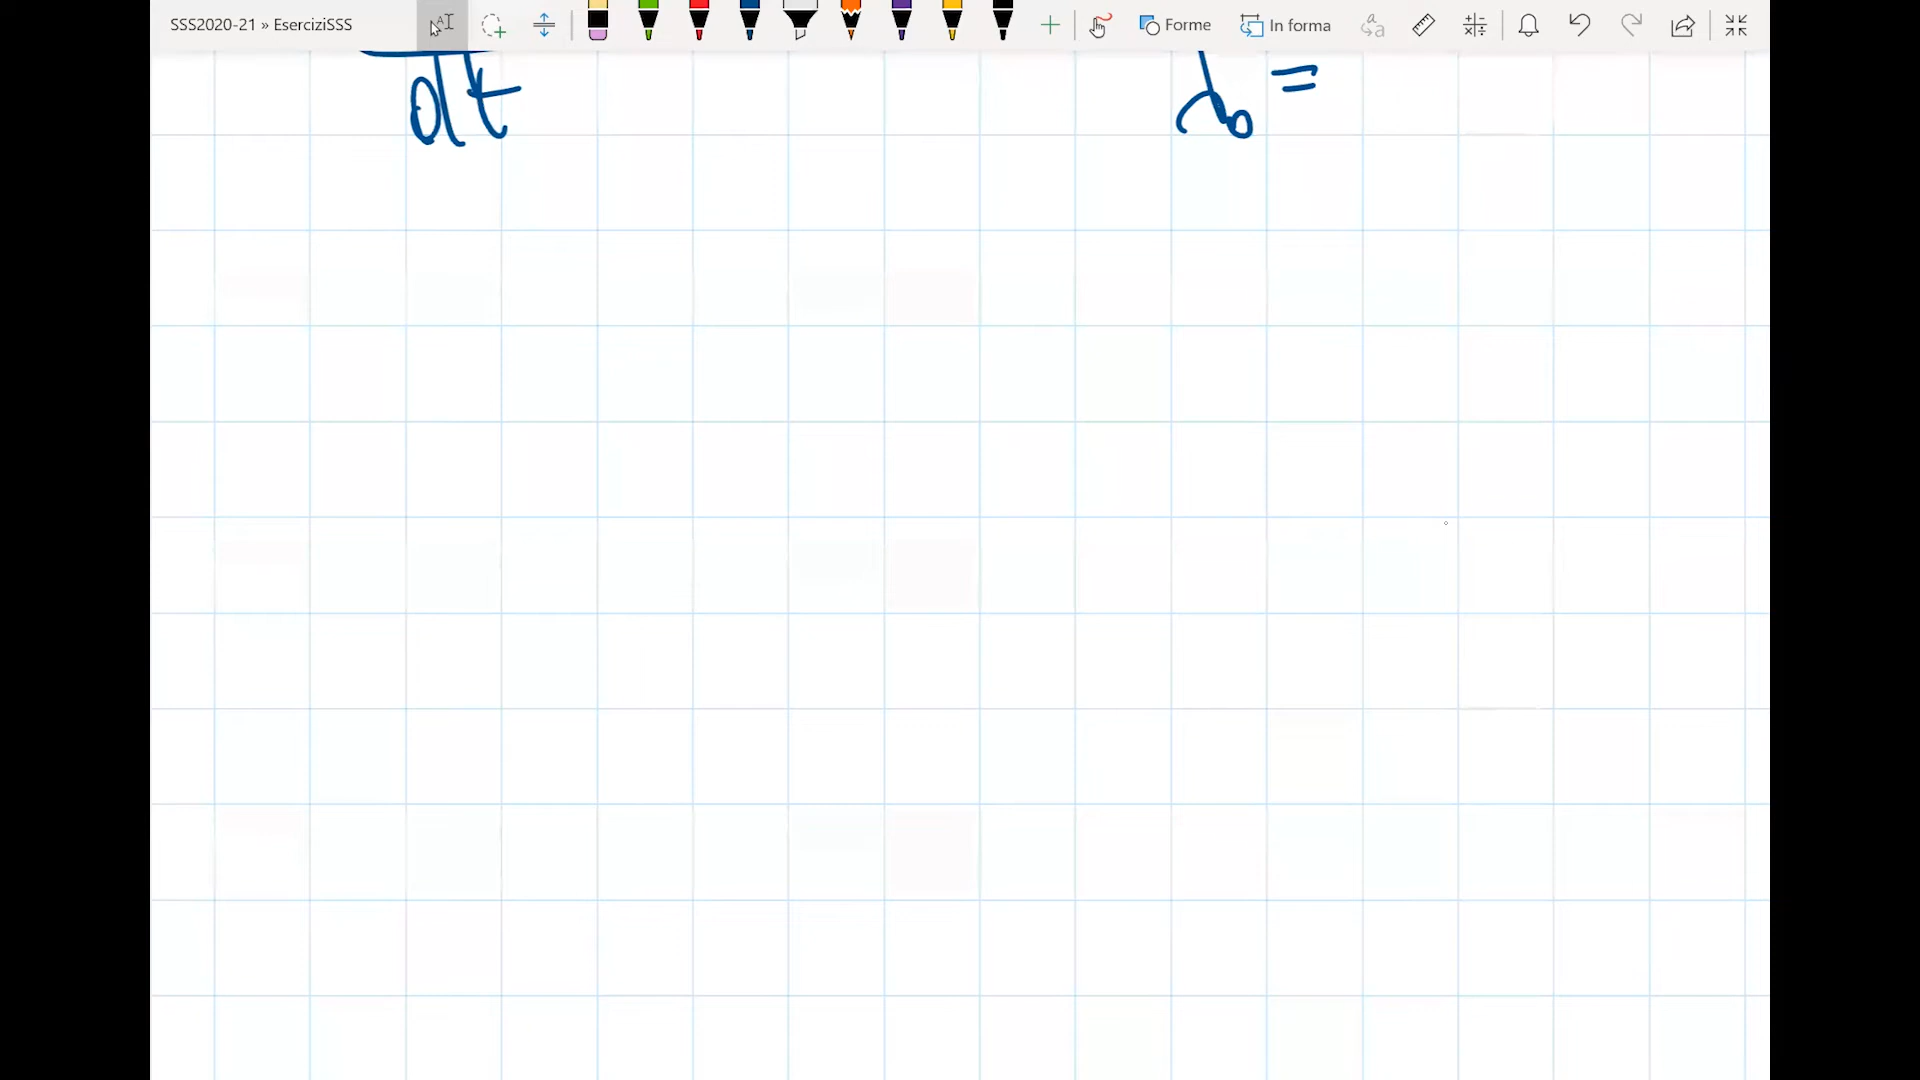 SSS2020-21 » EserciziSSS Forme In forma
dt λ₀ =